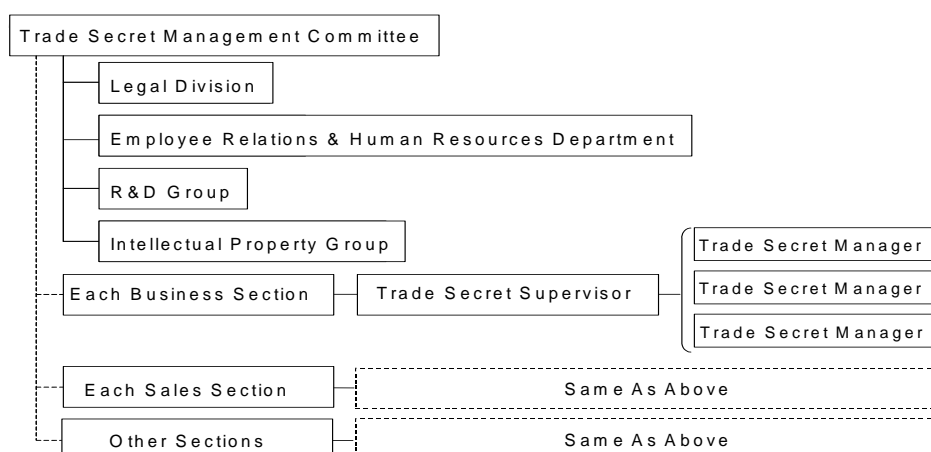 Trade Secret Management Committee
Legal Division
Employee Relations & Human Resources Department
R&D Group
Intellectual Property Group
Trade Secret Manager
Each Business Section
Trade Secret Supervisor
Trade Secret Manager
Trade Secret Manager
Each Sales Section
Same As Above
Other Sections
Same As Above